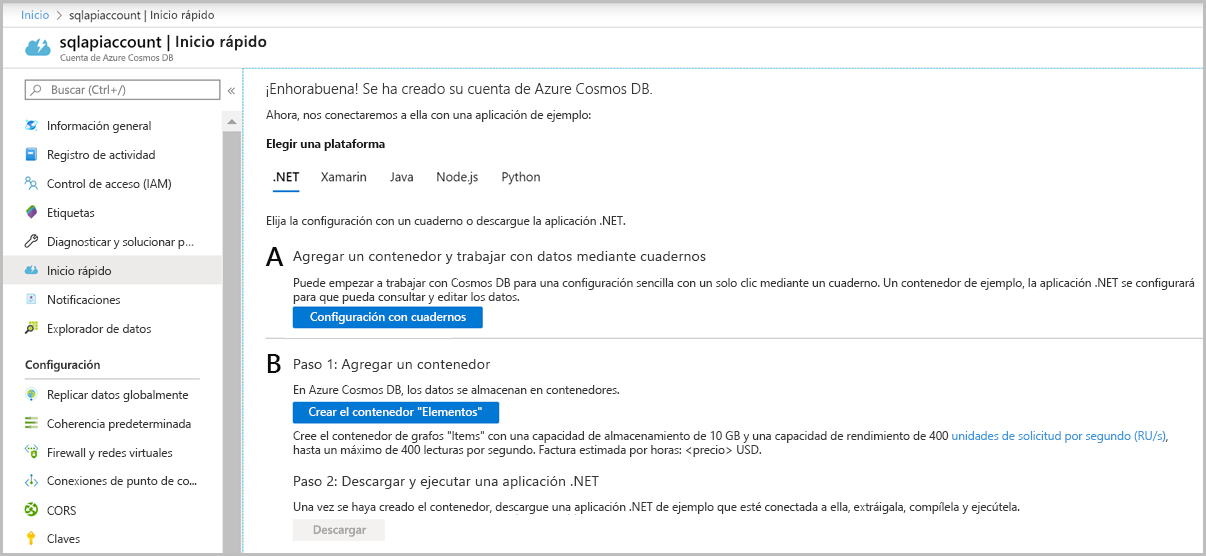 Inicio > sqlapiaccount | Inicio rápido
sqlapiaccount | Inicio rápido
Cuenta de Azure Cosmos DB
Buscar (Ctrl+/)
«
Información general
Registro de actividad
Control de acceso (IAM)
Etiquetas
Diagnosticar y solucionar p...
Inicio rápido
Notificaciones
Explorador de datos
Configuración
Replicar datos globalmente
Coherencia predeterminada
Firewall y redes virtuales
Conexiones de punto de co...
CORS
Claves
¡Enhorabuena! Se ha creado su cuenta de Azure Cosmos DB.
Ahora, nos conectaremos a ella con una aplicación de ejemplo:
Elegir una plataforma
.NET Xamarin Java Node.js Python
Elija la configuración con un cuaderno o descargue la aplicación .NET.
A Agregar un contenedor y trabajar con datos mediante cuadernos
Puede empezar a trabajar con Cosmos DB para una configuración sencilla con un solo clic mediante un cuaderno. Un contenedor de ejemplo, la aplicación .NET se configurará
para que pueda consultar y editar los datos.
Configuración con cuadernos
B Paso 1: Agregar un contenedor
En Azure Cosmos DB, los datos se almacenan en contenedores.
Crear el contenedor "Elementos"
Cree el contenedor de grafos "Items" con una capacidad de almacenamiento de 10 GB y una capacidad de rendimiento de 400 unidades de solicitud por segundo (RU/s),
hasta un máximo de 400 lecturas por segundo. Factura estimada por horas: <precio> USD.
Paso 2: Descargar y ejecutar una aplicación .NET
Una vez se haya creado el contenedor, descargue una aplicación .NET de ejemplo que esté conectada a ella, extráigala, compílela y ejecútela.
Descargar